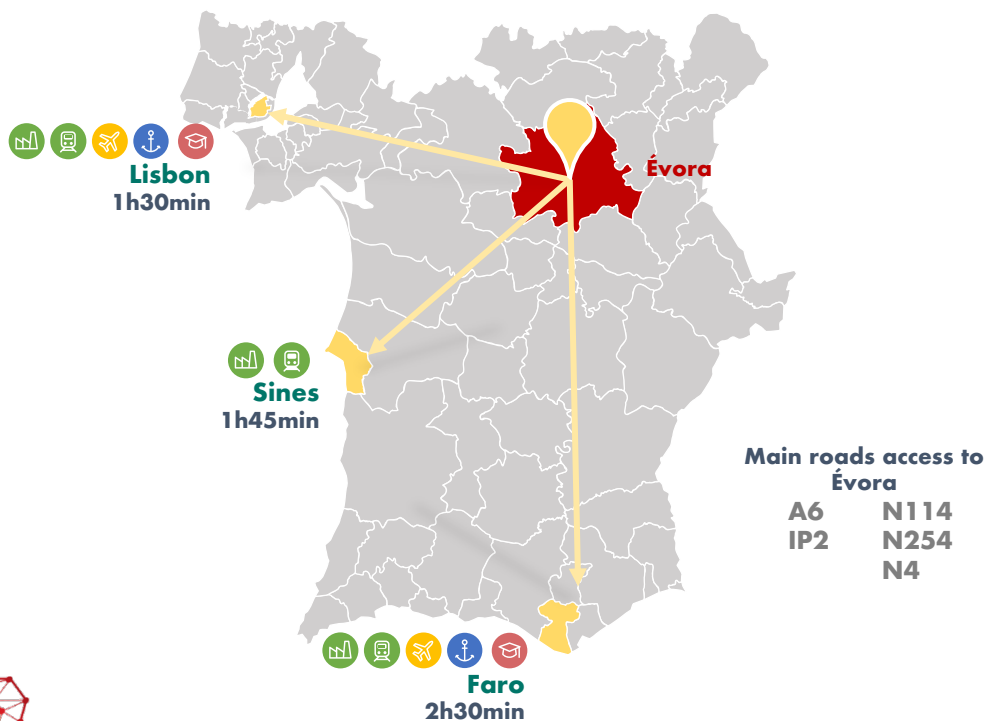 Évora
Lisbon
1h30min
Sines
1h45min
Main roads access to
Évora
A6 N114
IP2 N254
N4
Faro
2h30min